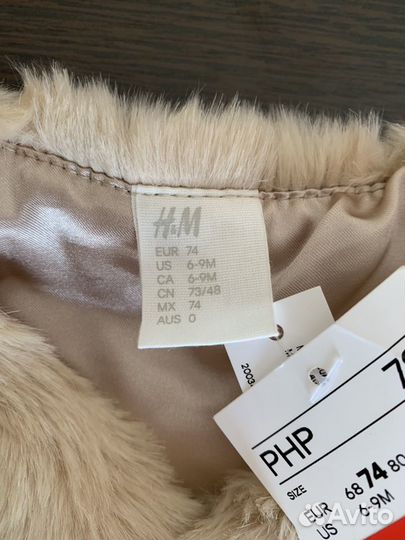 H&M
EUR 74
US 6-9M
CA 6-9M
CN 73/48
MX 74
AUS 0
PHP
SIZE
EUR 68 74 80
US 6-9M
Avito